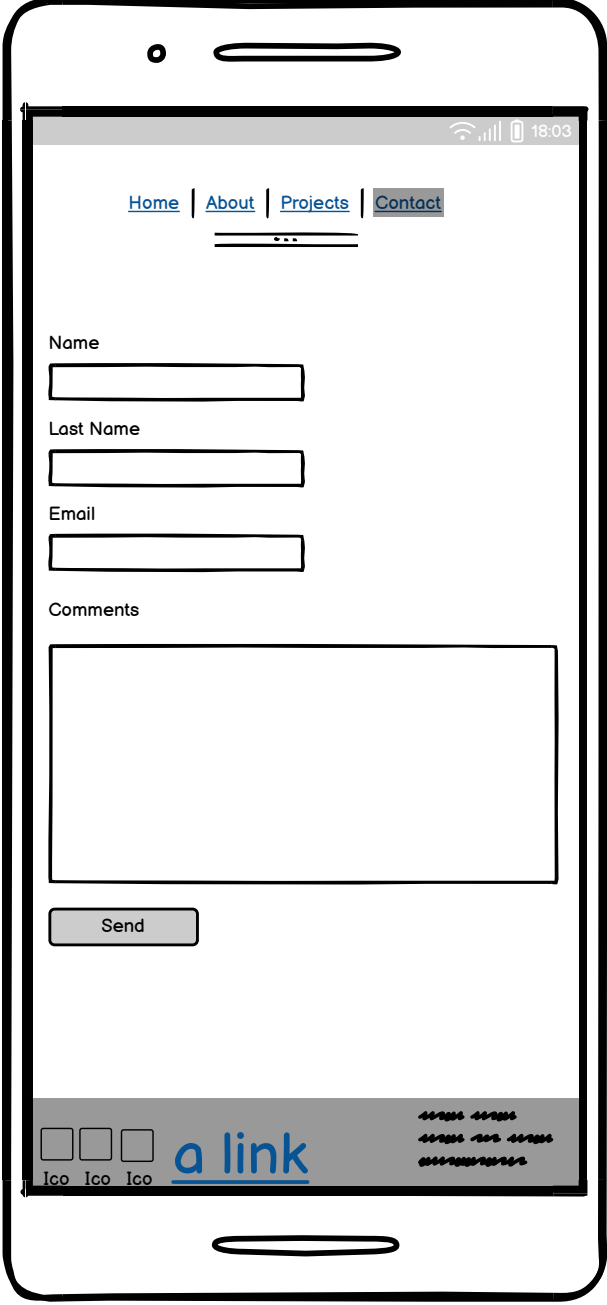 18:03
Home About Projects Contact
Name
Last Name
Email
Comments
Send
a link
Ico Ico Ico